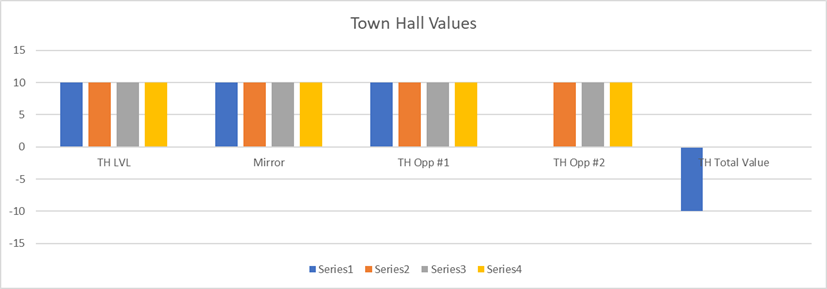 Town Hall Values
15
10
5
0
-5
-10
-15
TH LVL Mirror TH Opp #1 TH Opp #2 TH Total Value
Series1 Series2 Series3 Series4